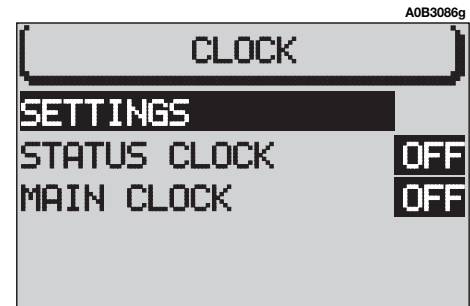 A0B3086g
CLOCK
SETTINGS
STATUS CLOCK OFF
MAIN CLOCK OFF